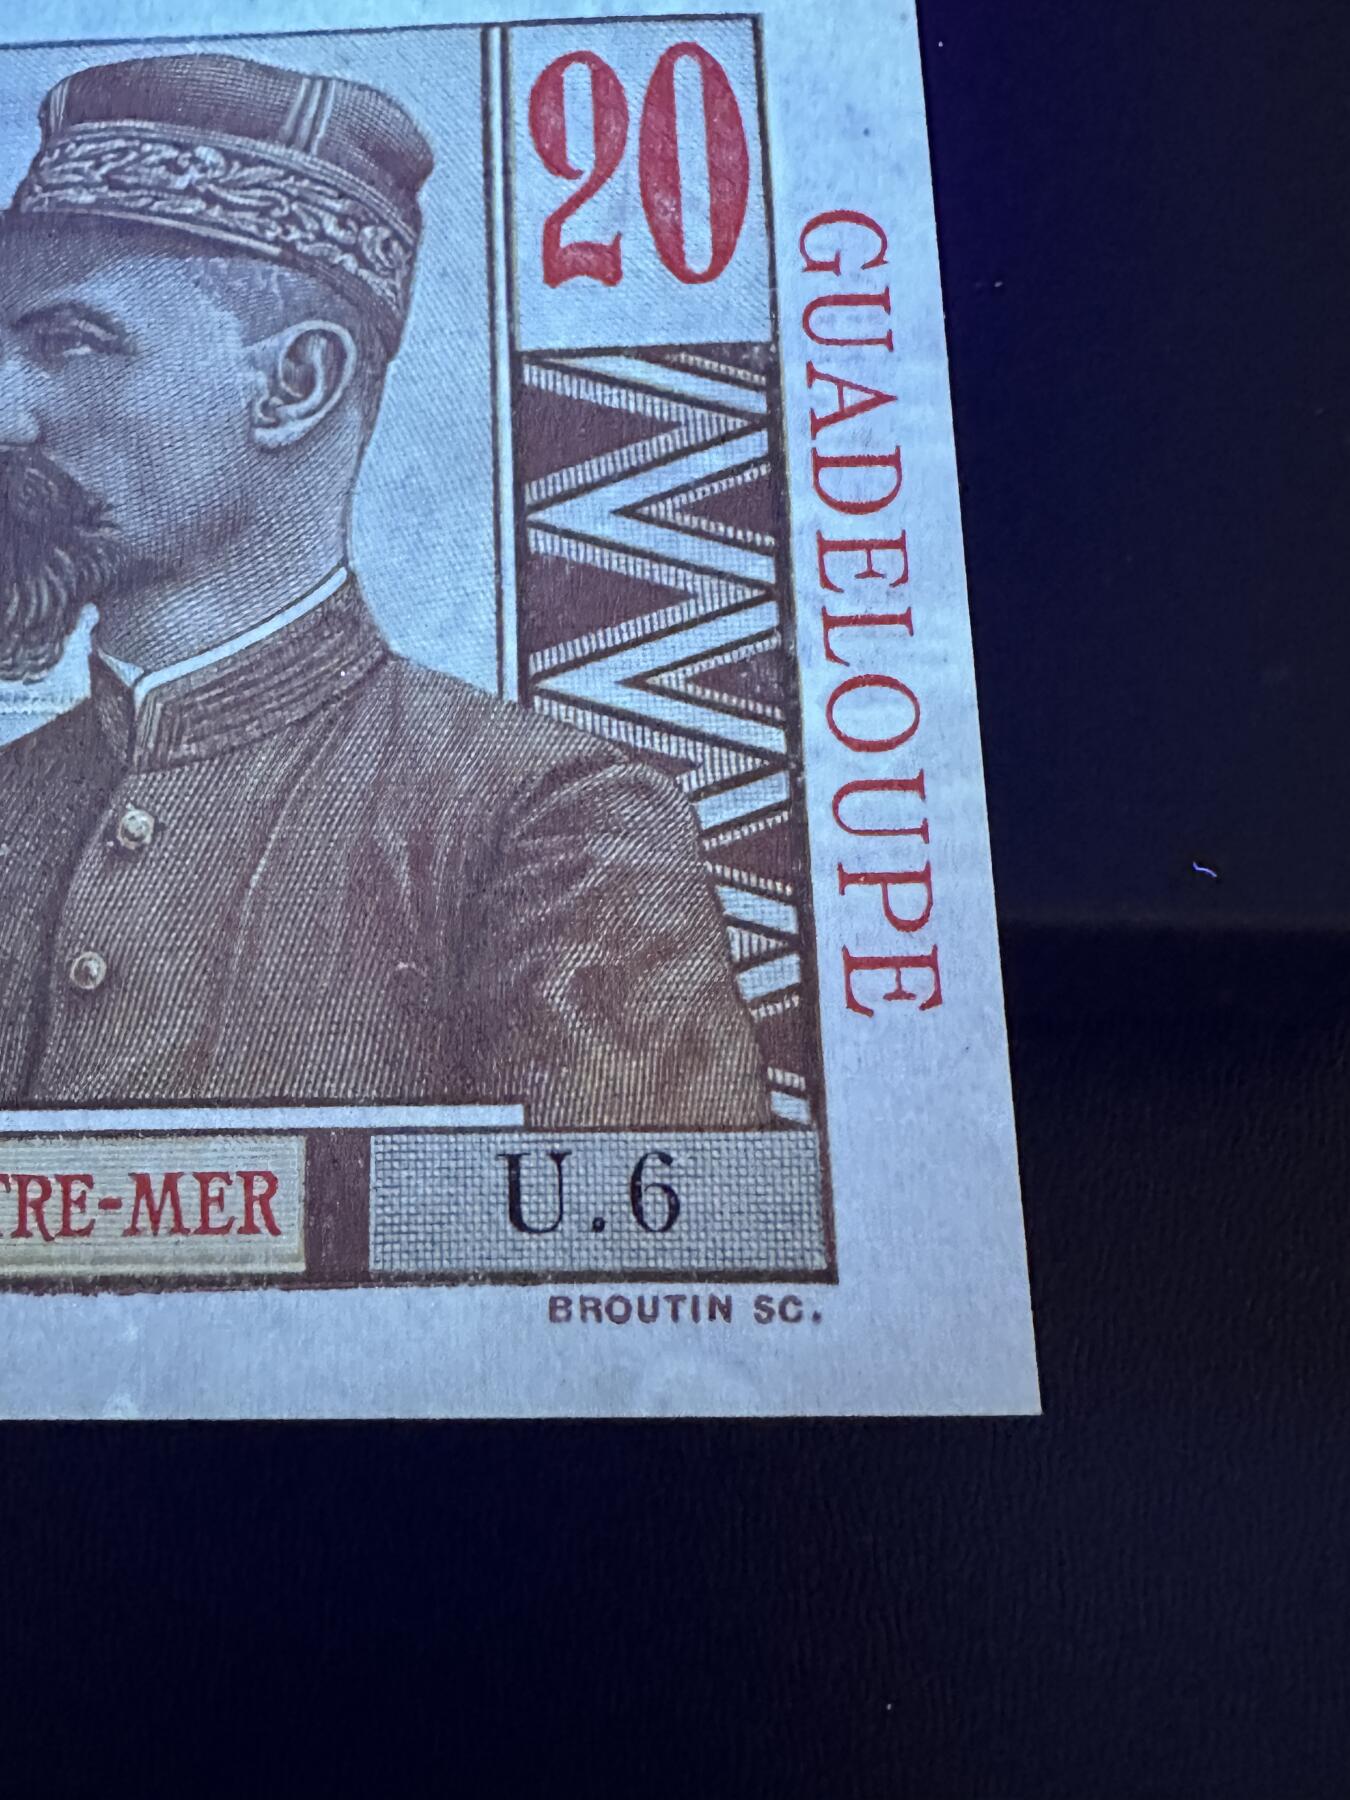 20
GUADELOUPE
TRE-MER
U.6
BROUTIN SC.